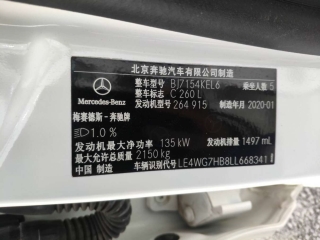 北京奔驰汽车有限公司制造
整车型号 BJ7154KEL6 乘坐人数 5
整车标志 C 260 L
发动机型号 264 915 制造年月 2020-01
Mercedes-Benz
梅赛德斯-奔驰牌
1.0 %
发动机最大净功率 135 kW 发动机排量 1497 mL
最大允许总质量 2150 kg
中国 制造 车辆识别代号 LE4WG7HB8LL668341